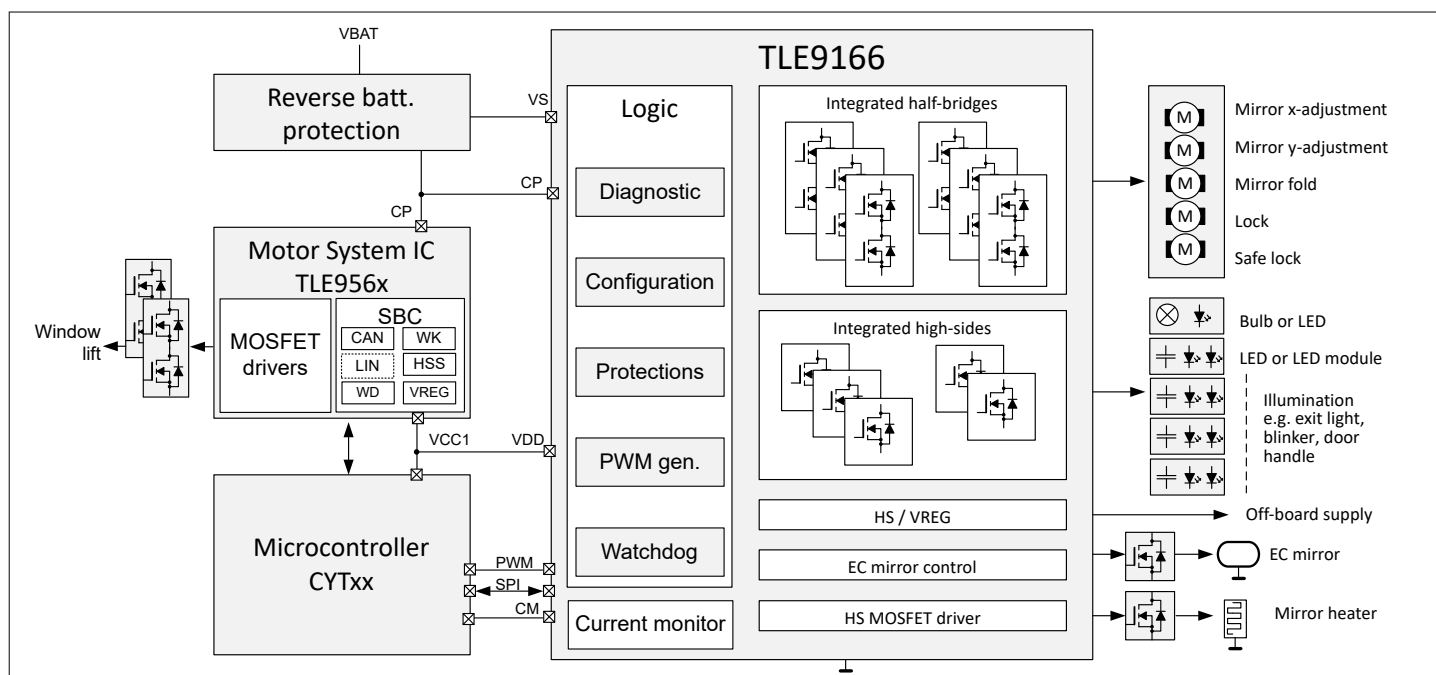 VBAT
Reverse batt.
protection
VS
CP
CP
Motor System IC
TLE956x
MOSFET
drivers
SBC
CAN
WK
LIN
HSS
WD
VREG
Window
lift
VCC1
VDD
Microcontroller
CYTxx
PWM
SPI
CM
TLE9166
Logic
Diagnostic
Configuration
Protections
PWM gen.
Watchdog
Current monitor
Integrated half-bridges
Integrated high-sides
HS / VREG
EC mirror control
HS MOSFET driver
M
Mirror x-adjustment
M
Mirror y-adjustment
M
Mirror fold
M
Lock
M
Safe lock
Bulb or LED
LED or LED module
Illumination
e.g. exit light,
blinker, door
handle
Off-board supply
EC mirror
Mirror heater